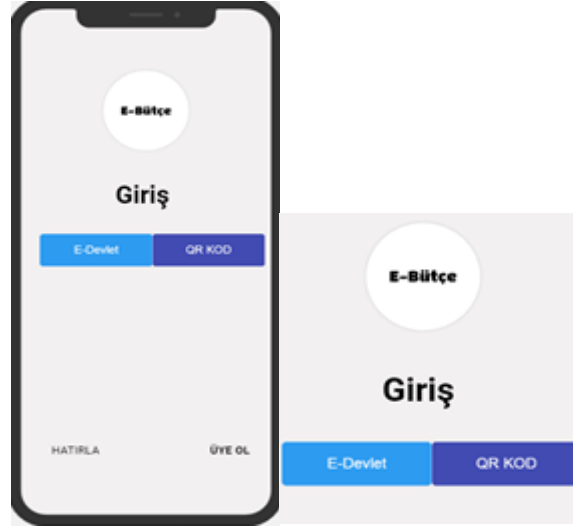 E-Bütçe
Giriş
E-Devlet QR KOD
HATIRLA ÜYE OL
E-Bütçe
Giriş
E-Devlet QR KOD